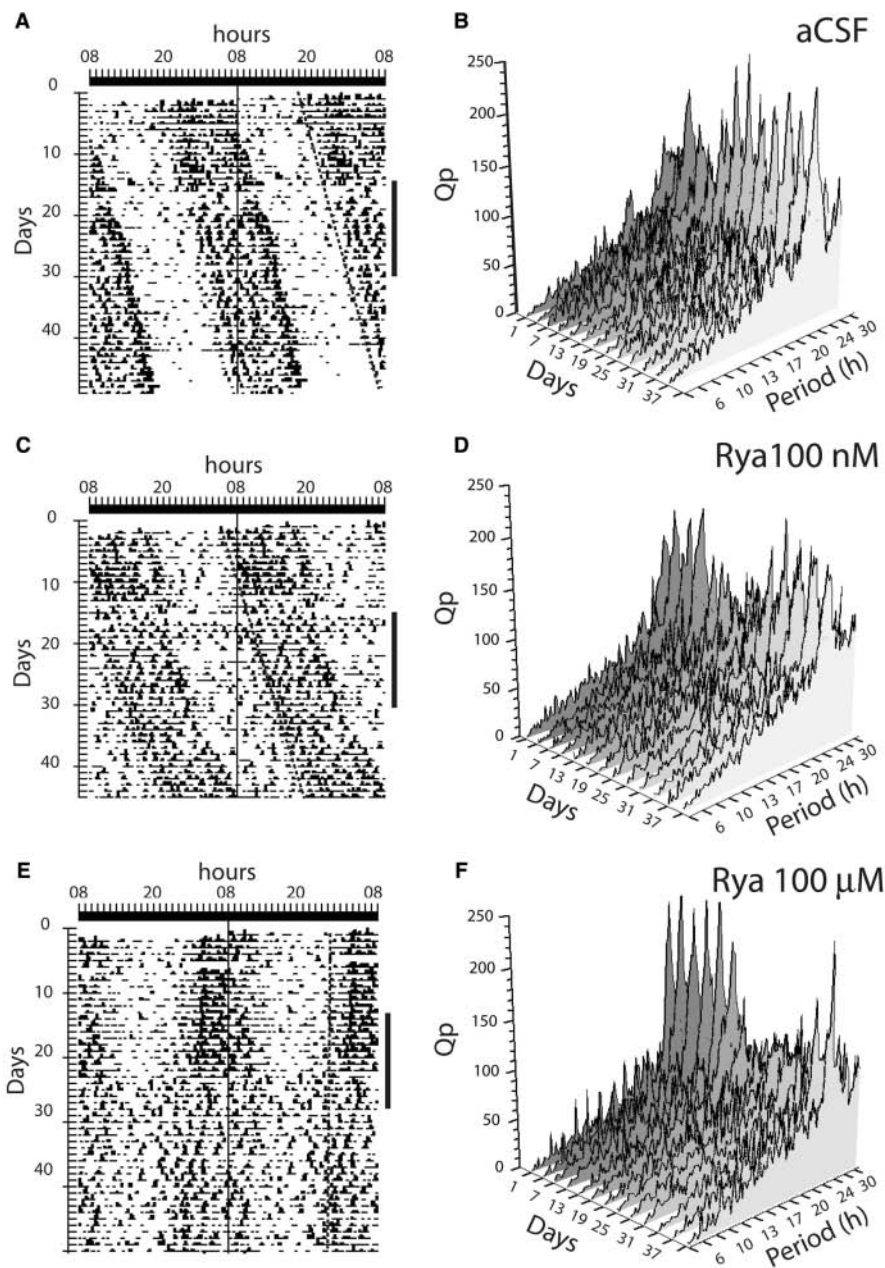 A
hours
08 20 08 20 08
0
10
20
30
40
Days
B
aCSF
250
200
150
100
50
0
Qp
1 7 13 19 25 31 37
Days
6 10 13 17 20 24 30
Period (h)
C
hours
08 20 08 20 08
0
10
20
30
40
Days
D
Rya100 nM
250
200
150
100
50
0
Qp
1 7 13 19 25 31 37
Days
6 10 13 17 20 24 30
Period (h)
E
hours
08 20 08 20 08
0
10
20
30
40
Days
F
Rya 100 μM
250
200
150
100
50
0
Qp
1 7 13 19 25 31 37
Days
6 10 13 17 20 24 30
Period (h)